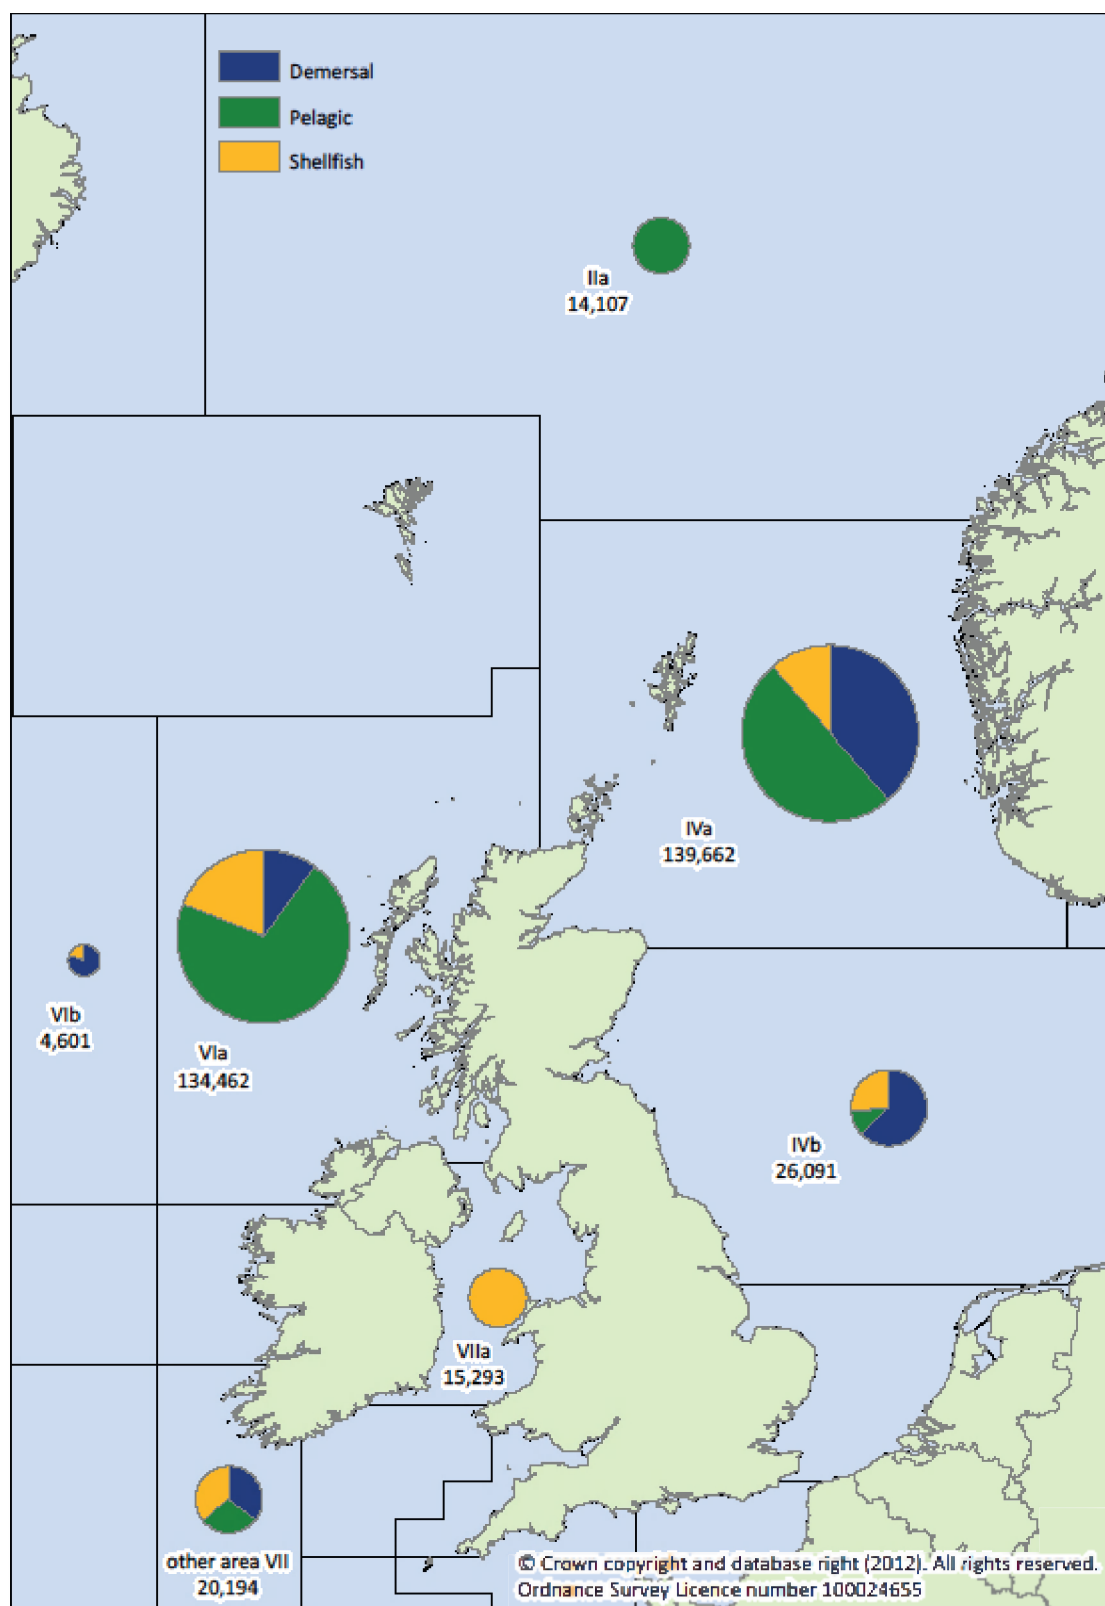 Demersal
Pelagic
Shellfish
IIa
14,107
IVa
139,662
VIb
4,601
VIa
134,462
IVb
26,091
VIIa
15,293
other area VII
20,194
© Crown copyright and database right (2012). All rights reserved.
Ordnance Survey Licence number 100024655